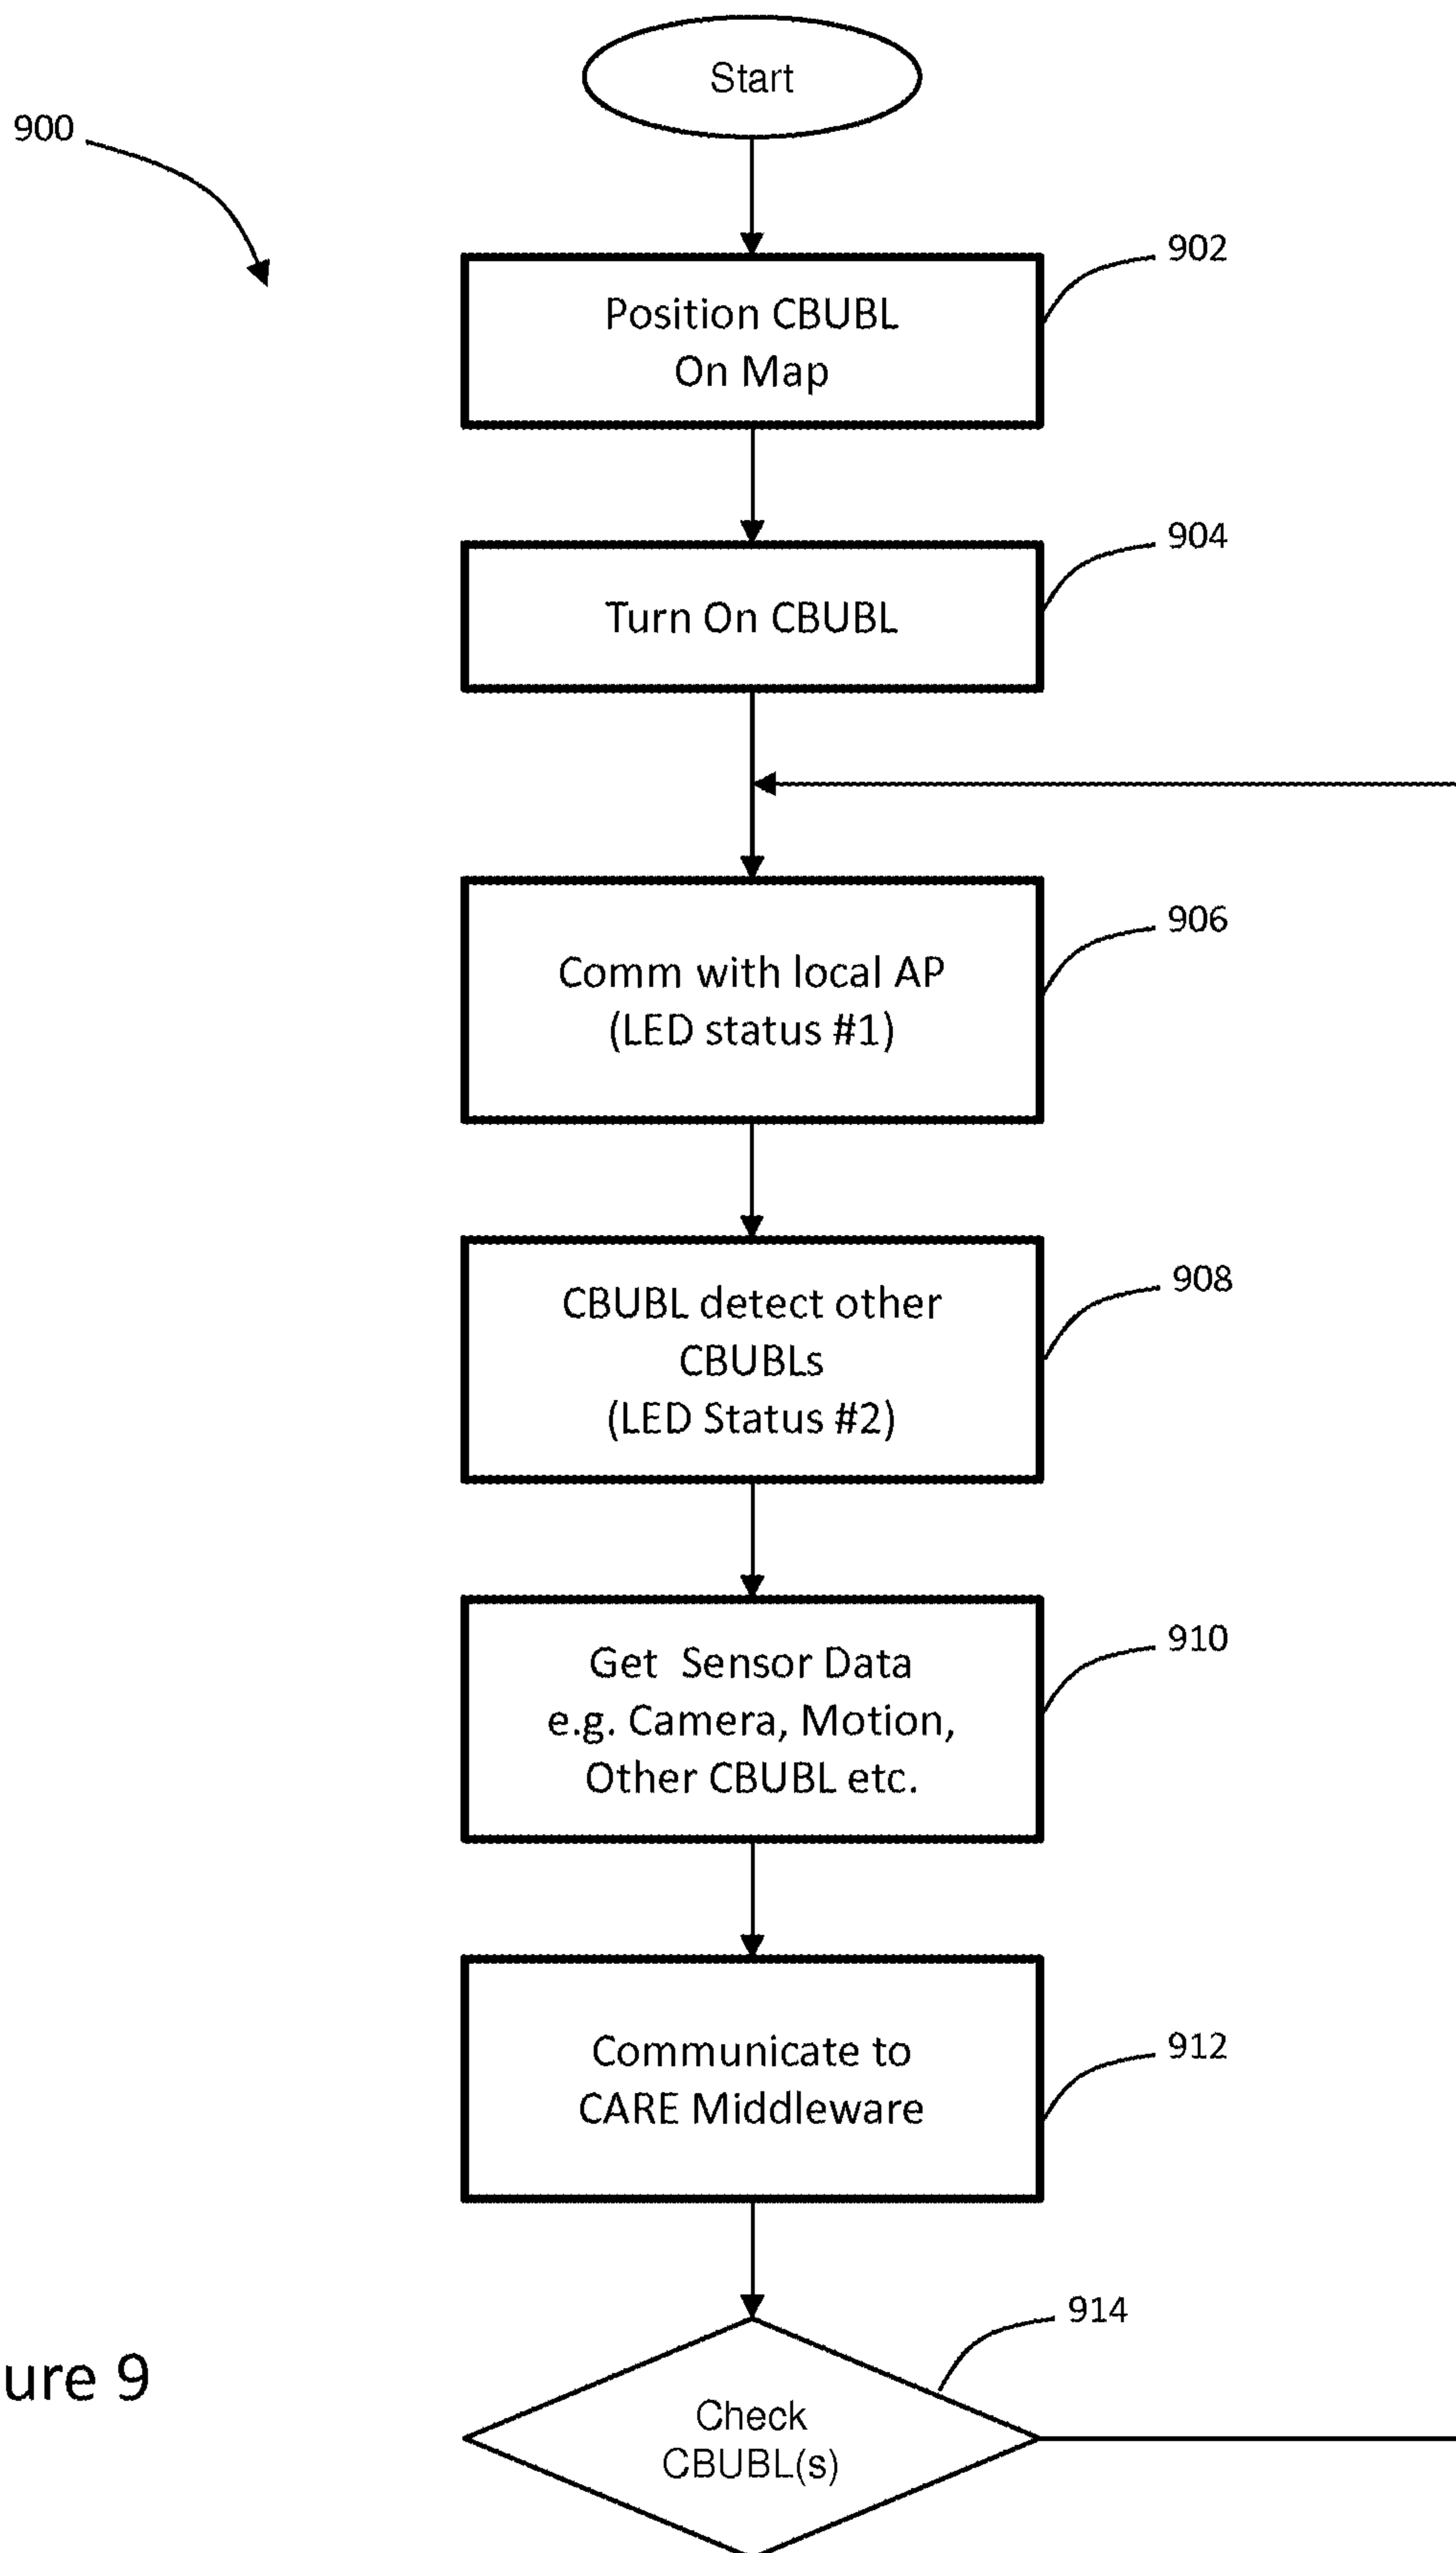 Start
900
902
Position CBUBL
On Map
904
Turn On CBUBL
906
Comm with local AP
(LED status #1)
908
CBUBL detect other
CBUBLs
(LED Status #2)
910
Get Sensor Data
e.g. Camera, Motion,
Other CBUBL etc.
912
Communicate to
CARE Middleware
914
Check
CBUBL(s)
ure 9